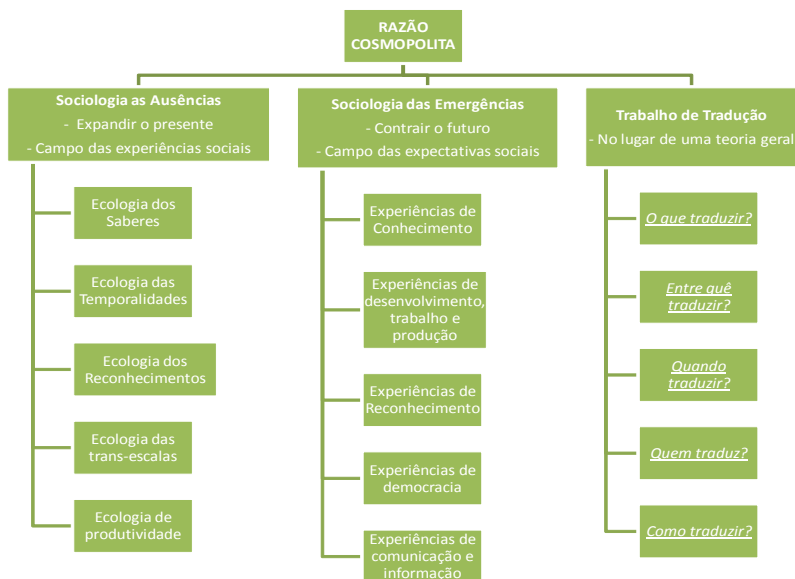 RAZÃO
COSMOPOLITA
Sociologia as Ausências
- Expandir o presente
- Campo das experiências sociais
Ecologia dos
Saberes
Ecologia das
Temporalidades
Ecologia dos
Reconhecimentos
Ecologia das
trans-escalas
Ecologia de
produtividade
Sociologia das Emergências
- Contrair o futuro
- Campo das expectativas sociais
Experiências de
Conhecimento
Experiências de
desenvolvimento,
trabalho e
produção
Experiências de
Reconhecimento
Experiências de
democracia
Experiências de
comunicação e
informação
Trabalho de Tradução
- No lugar de uma teoria geral
O que traduzir?
Entre quê
traduzir?
Quando
traduzir?
Quem traduz?
Como traduzir?